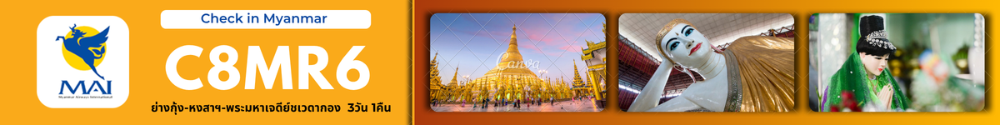 Check in Myanmar
C8MR6
MAI
Myanmar Airways International
ย่างกุ้ง-หงสาฯ-พระมหาเจดีย์ชเวดากอง 3วัน 1คืน
Canva